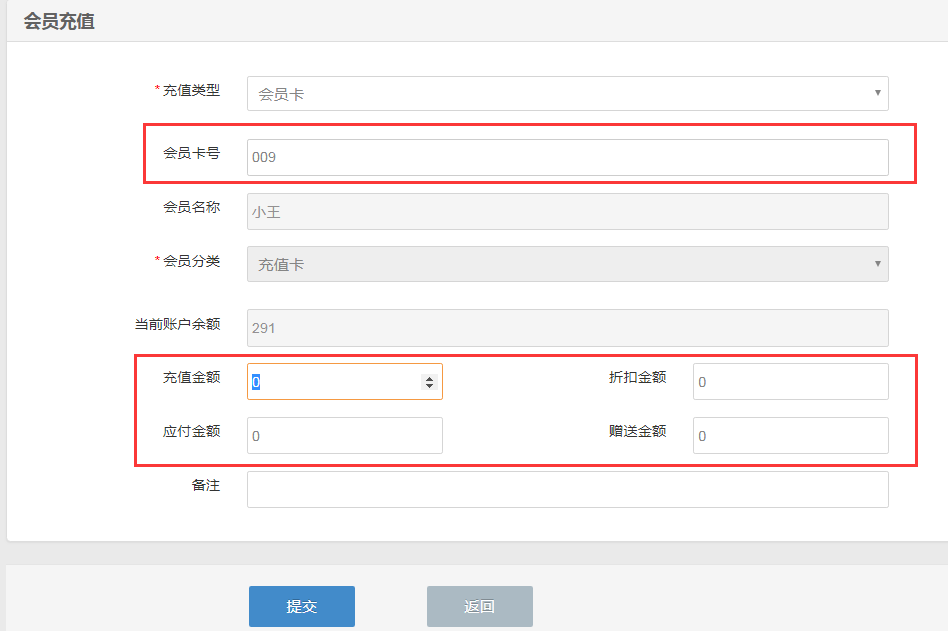 会员充值
*充值类型 会员卡
会员卡号 009
会员名称 小王
*会员分类 充值卡
当前账户余额 291
充值金额 0 折扣金额 0
应付金额 0 赠送金额 0
备注
提交 返回